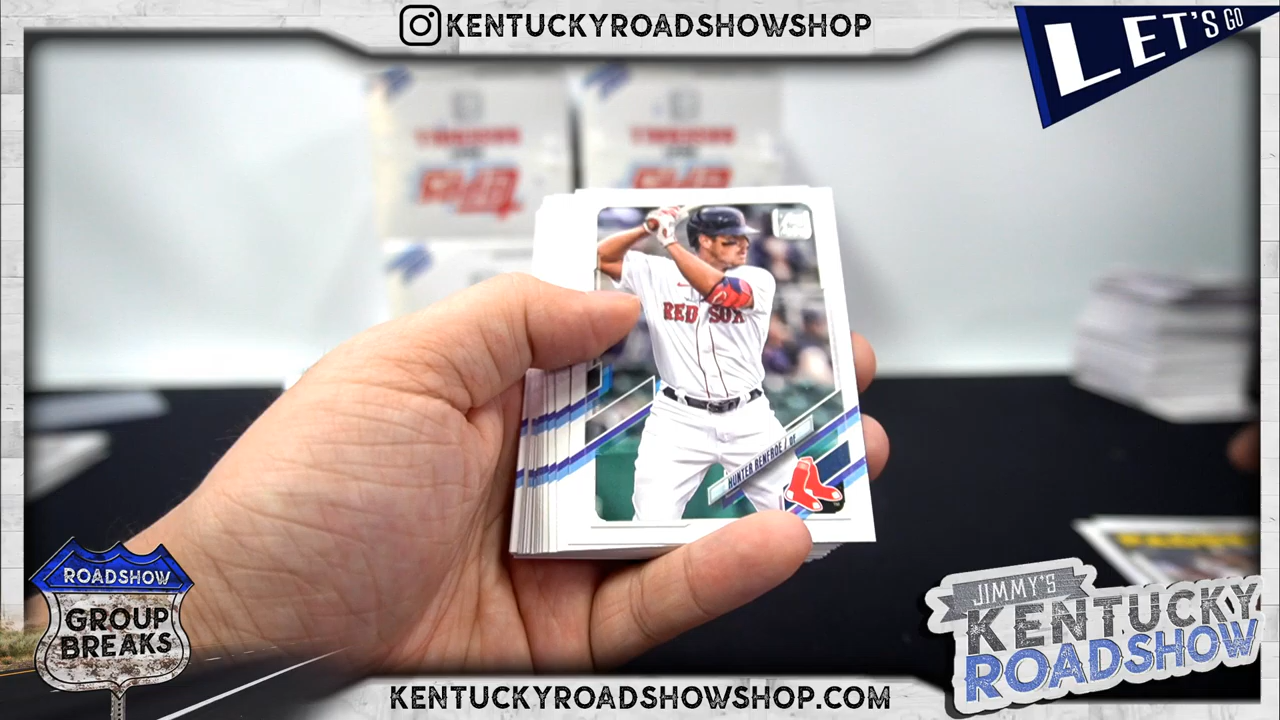 KENTUCKYROADSHOWSHOP
LET'S GO
RED SOX
HUNTER RENFROE / OF
ROADSHOW
GROUP
BREAKS
JIMMY'S
KENTUCKY
ROADSHOW
KENTUCKYROADSHOWSHOP.COM